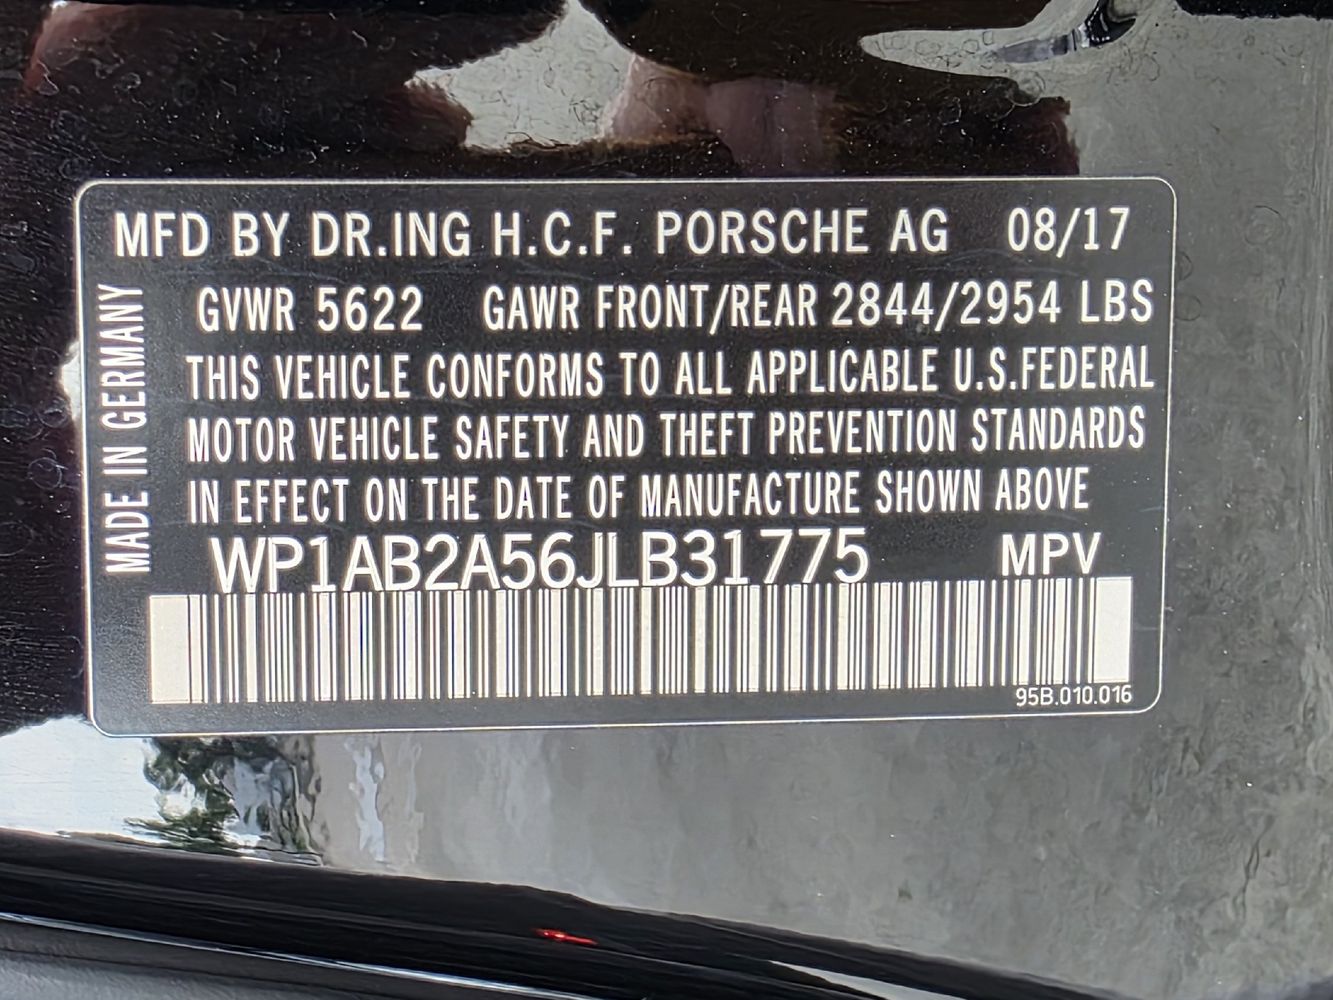 MFD BY DR.ING H.C.F. PORSCHE AG 08/17
GVWR 5622 GAWR FRONT/REAR 2844/2954 LBS
THIS VEHICLE CONFORMS TO ALL APPLICABLE U.S.FEDERAL
MOTOR VEHICLE SAFETY AND THEFT PREVENTION STANDARDS
IN EFFECT ON THE DATE OF MANUFACTURE SHOWN ABOVE
WP1AB2A56JLB31775 MPV
95B.010.016
MADE IN GERMANY